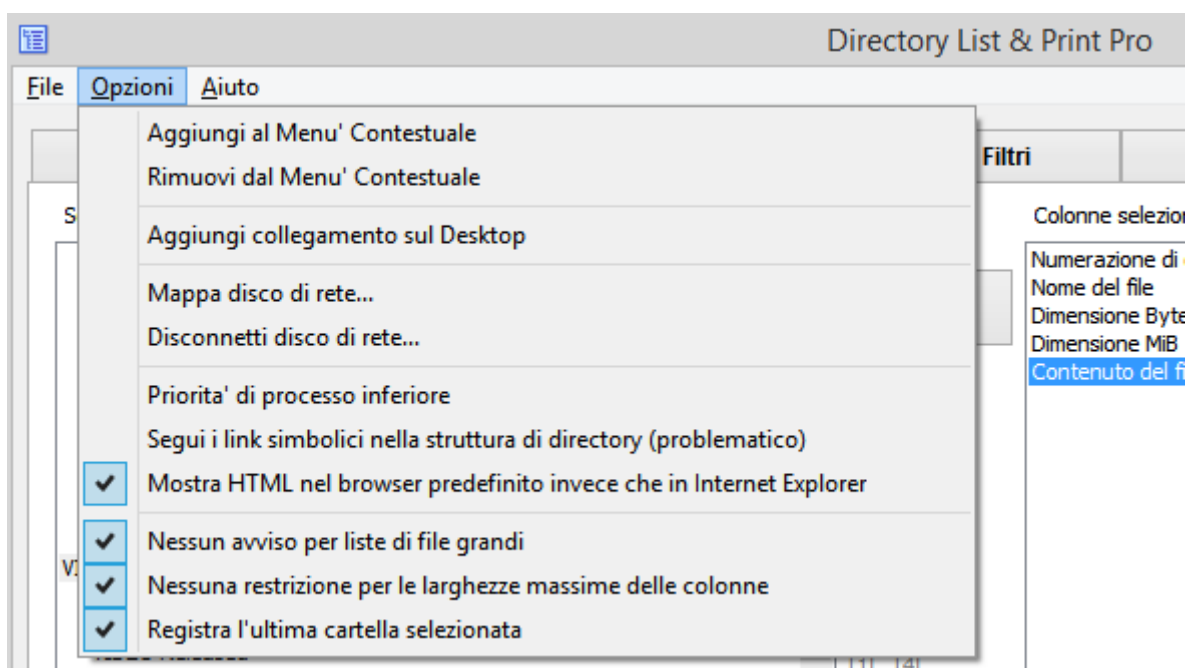 Directory List & Print Pro
File Opzioni Aiuto
Aggiungi al Menu' Contestuale
Rimuovi dal Menu' Contestuale
Aggiungi collegamento sul Desktop
Mappa disco di rete...
Disconnetti disco di rete...
Priorita' di processo inferiore
Segui i link simbolici nella struttura di directory (problematico)
Mostra HTML nel browser predefinito invece che in Internet Explorer
Nessun avviso per liste di file grandi
Nessuna restrizione per le larghezze massime delle colonne
Registra l'ultima cartella selezionata
Filtri
Colonne
Numerazione di
Nome del file
Dimensione Byte
Dimensione MiB
Contenuto del